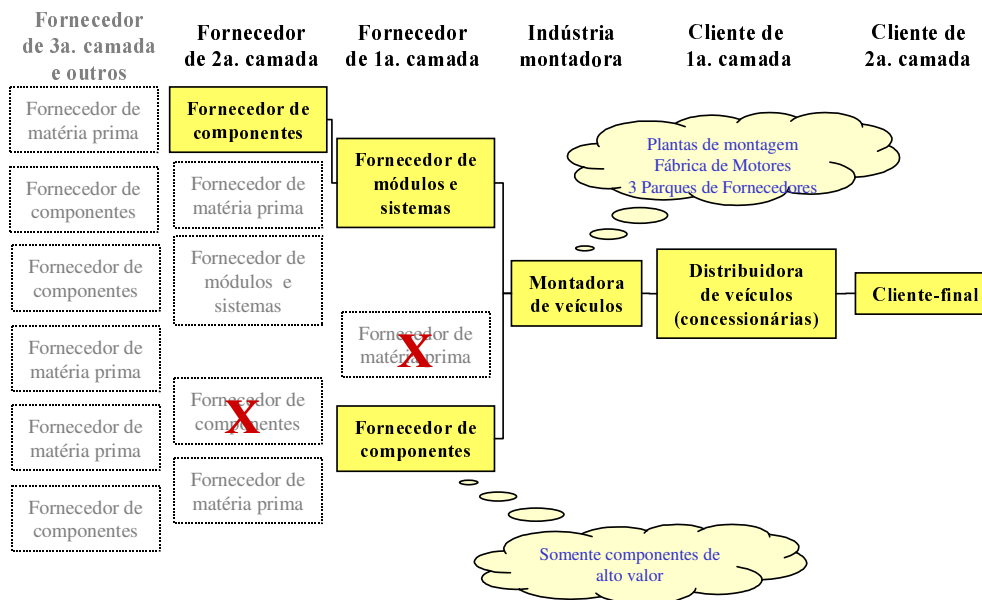 Fornecedor
de 3a. camada
e outros
Fornecedor
de 2a. camada
Fornecedor
de 1a. camada
Indústria
montadora
Cliente de
1a. camada
Cliente de
2a. camada
Fornecedor de
matéria prima
Fornecedor de
componentes
Fornecedor de
componentes
Fornecedor de
matéria prima
Fornecedor de
matéria prima
Fornecedor de
componentes
Fornecedor de
componentes
Fornecedor de
matéria prima
Fornecedor de
módulos e
sistemas
Fornecedor de
componentes
X
Fornecedor de
matéria prima
Fornecedor de
módulos e
sistemas
Fornecedor de
matéria prima
X
Fornecedor de
componentes
Montadora
de veículos
Distribuidora
de veículos
(concessionárias)
Cliente-final
Plantas de montagem
Fábrica de Motores
3 Parques de Fornecedores
Somente componentes de
alto valor